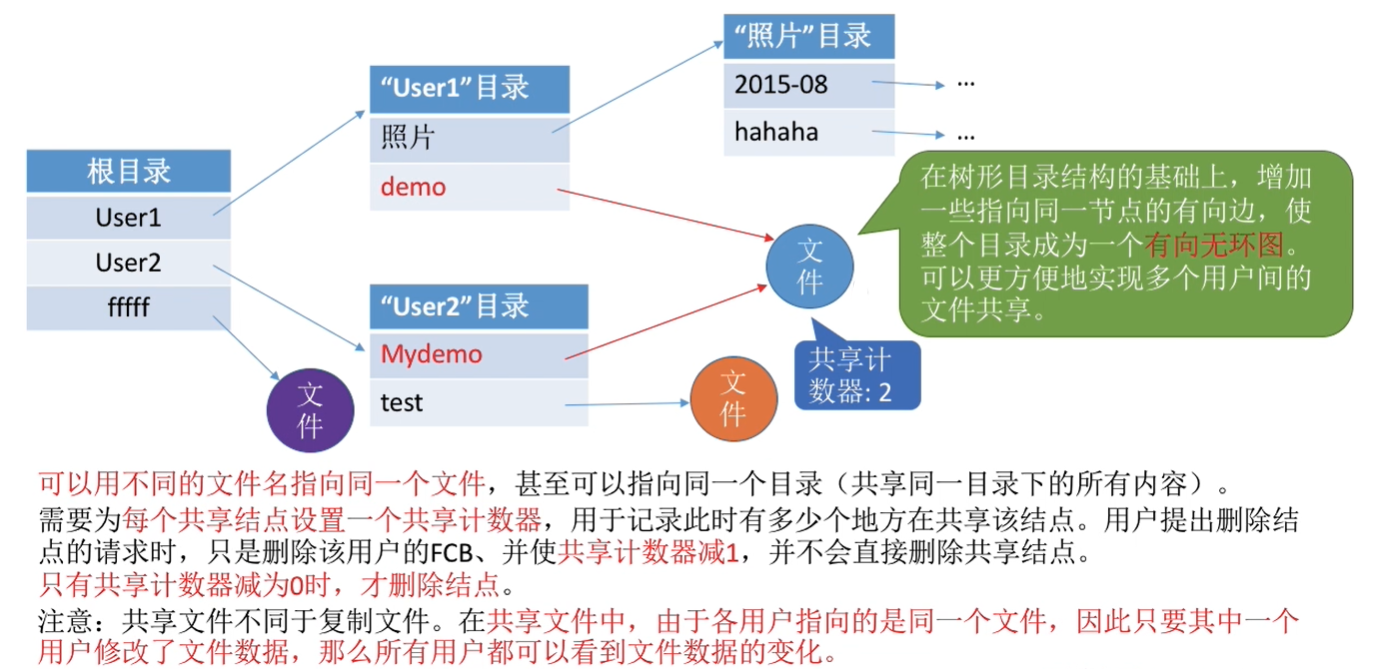 “照片”目录
2015-08
…
hahaha
…
“User1”目录
照片
demo
根目录
User1
User2
fffff
“User2”目录
Mydemo
test
文
件
文
件
文
件
在树形目录结构的基础上，增加
一些指向同一节点的有向边，使
整个目录成为一个有向无环图。
可以更方便地实现多个用户间的
文件共享。
共享计
数器: 2
可以用不同的文件名指向同一个文件，甚至可以指向同一个目录（共享同一目录下的所有内容）。
需要为每个共享结点设置一个共享计数器，用于记录此时有多少个地方在共享该结点。用户提出删除结
点的请求时，只是删除该用户的FCB、并使共享计数器减1，并不会直接删除共享结点。
只有共享计数器减为0时，才删除结点。
注意：共享文件不同于复制文件。在共享文件中，由于各用户指向的是同一个文件，因此只要其中一个
用户修改了文件数据，那么所有用户都可以看到文件数据的变化。